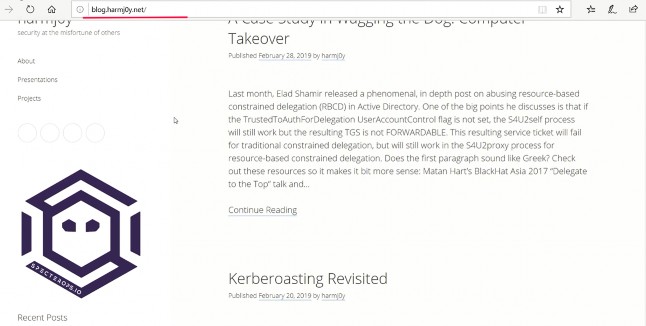 blog.harmj0y.net/
harmj0y
security at the misfortune of others
About
Presentations
Projects
SPECTEROPS.IO
Recent Posts
A Case Study in Wagging the Dog: Computer
Takeover
Published February 28, 2019 by harmj0y
Last month, Elad Shamir released a phenomenal, in depth post on abusing resource-based
constrained delegation (RBCD) in Active Directory. One of the big points he discusses is that if
the TrustedToAuthForDelegation UserAccountControl flag is not set, the S4U2self process
will still work but the resulting TGS is not FORWARDABLE. This resulting service ticket will fail
for traditional constrained delegation, but will still work in the S4U2proxy process for
resource-based constrained delegation. Does the first paragraph sound like Greek? Check
out these resources so it makes it bit more sense: Matan Hart's BlackHat Asia 2017 "Delegate
to the Top" talk and...
Continue Reading
Kerberoasting Revisited
Published February 20, 2019 by harmj0y